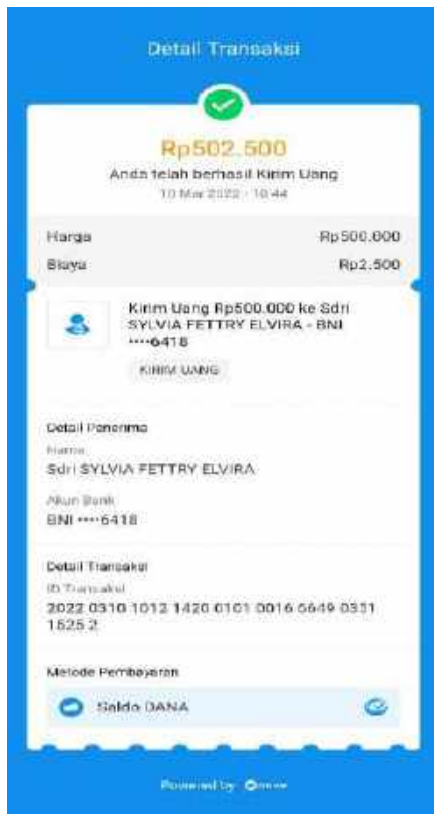 Detail Transaksi
Rp502.500
Anda telah berhasil Kirim Uang
10 Mar 2022 • 10:44
Harga Rp500.000
Biaya Rp2.500
Kirim Uang Rp500.000 ke Sdri
SYLVIA FETTRY ELVIRA - BNI
••••6418
KIRIM UANG
Detail Penerima
Nama
Sdri SYLVIA FETTRY ELVIRA
Akun Bank
BNI ••••6418
Detail Transaksi
ID Transaksi
2022 0310 1012 1420 0101 0016 6649 0351
1525 2
Metode Pembayaran
Saldo DANA
Powered by